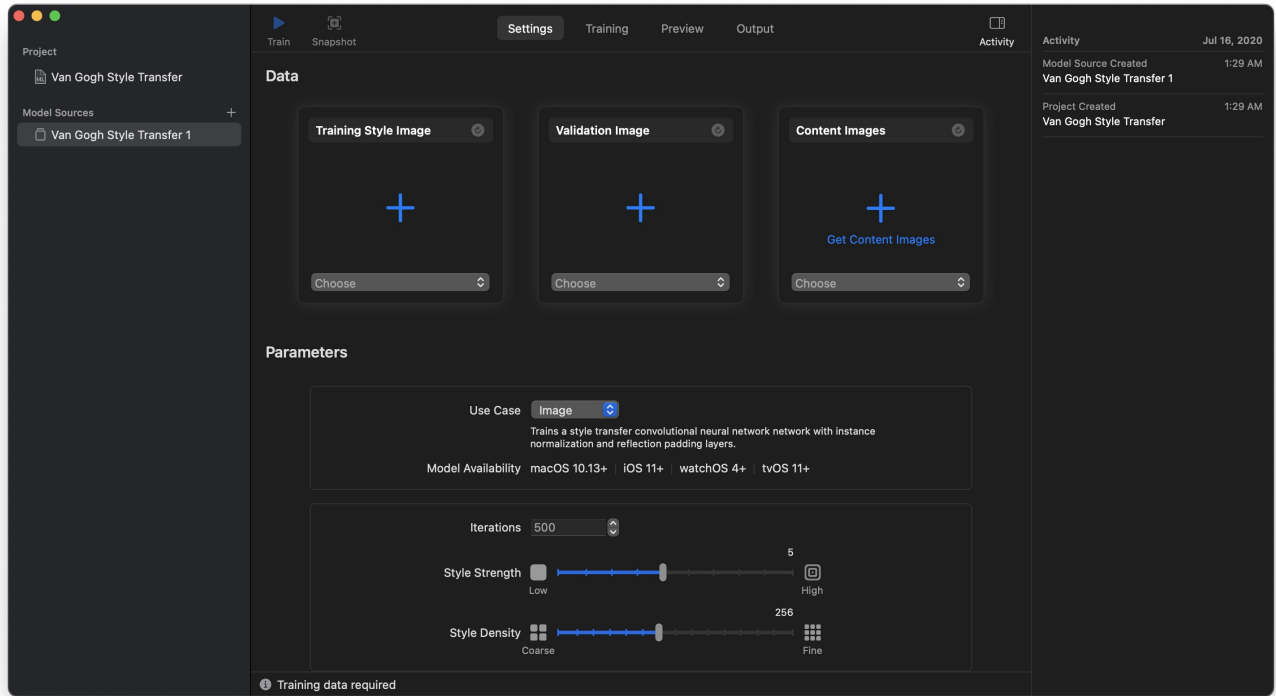 Project
Van Gogh Style Transfer
Model Sources
Van Gogh Style Transfer 1
Train
Snapshot
Settings
Training
Preview
Output
Activity
Data
Training Style Image
Choose
Validation Image
Choose
Content Images
Get Content Images
Choose
Parameters
Use Case
Image
Trains a style transfer convolutional neural network network with instance
normalization and reflection padding layers.
Model Availability
macOS 10.13+ | iOS 11+ | watchOS 4+ | tvOS 11+
Iterations
500
5
Style Strength
Low
High
256
Style Density
Coarse
Fine
Training data required
Activity
Jul 16, 2020
Model Source Created
1:29 AM
Van Gogh Style Transfer 1
Project Created
1:29 AM
Van Gogh Style Transfer